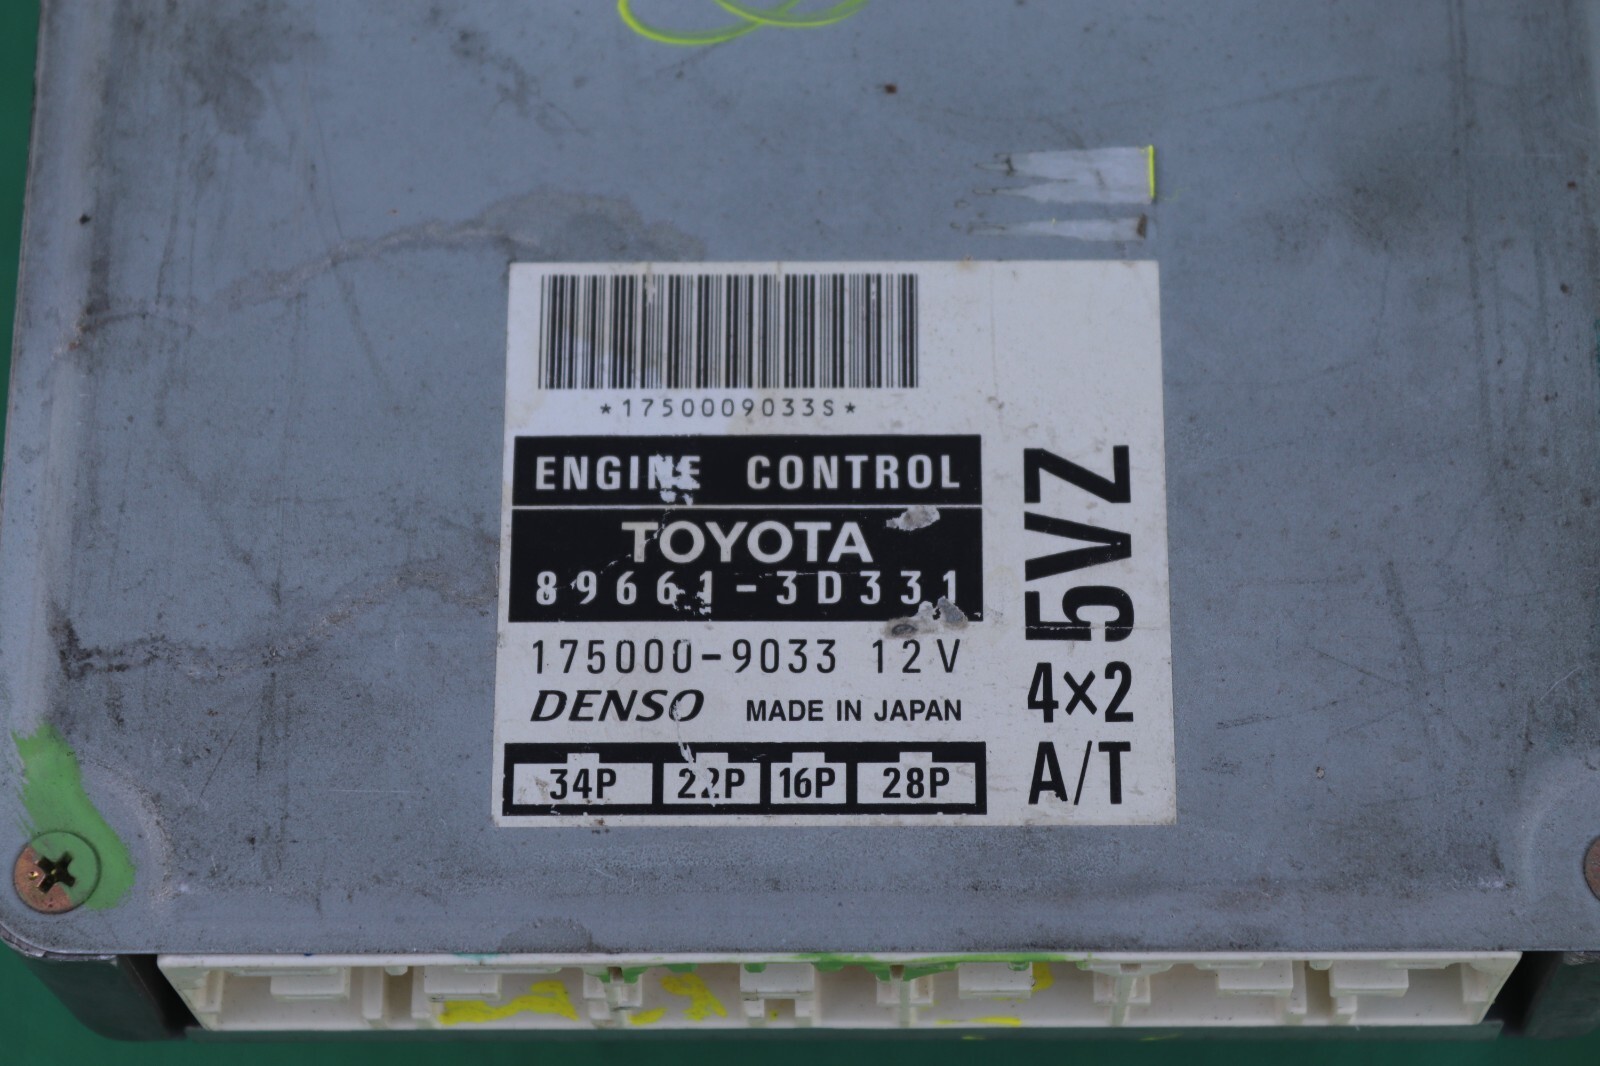 *1750009033S*
ENGINE CONTROL
TOYOTA
89661-3D331
175000-9033 12V
DENSO MADE IN JAPAN
34P 22P 16P 28P
5VZ
4×2
A/T